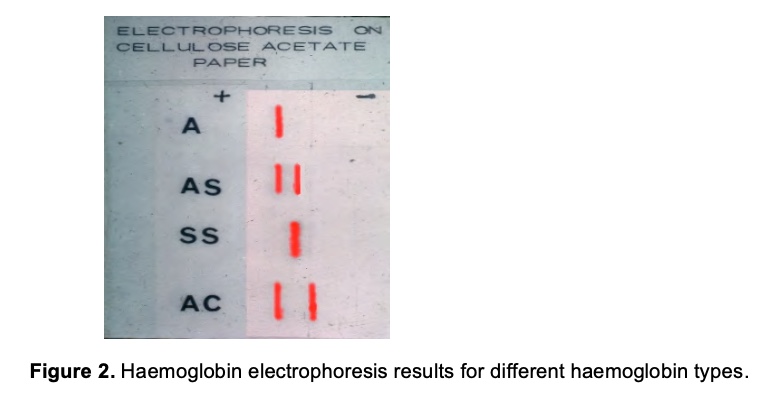 ELECTROPHORESIS ON
CELLULOSE ACETATE
PAPER
+ −
A
AS
SS
AC
Figure 2. Haemoglobin electrophoresis results for different haemoglobin types.